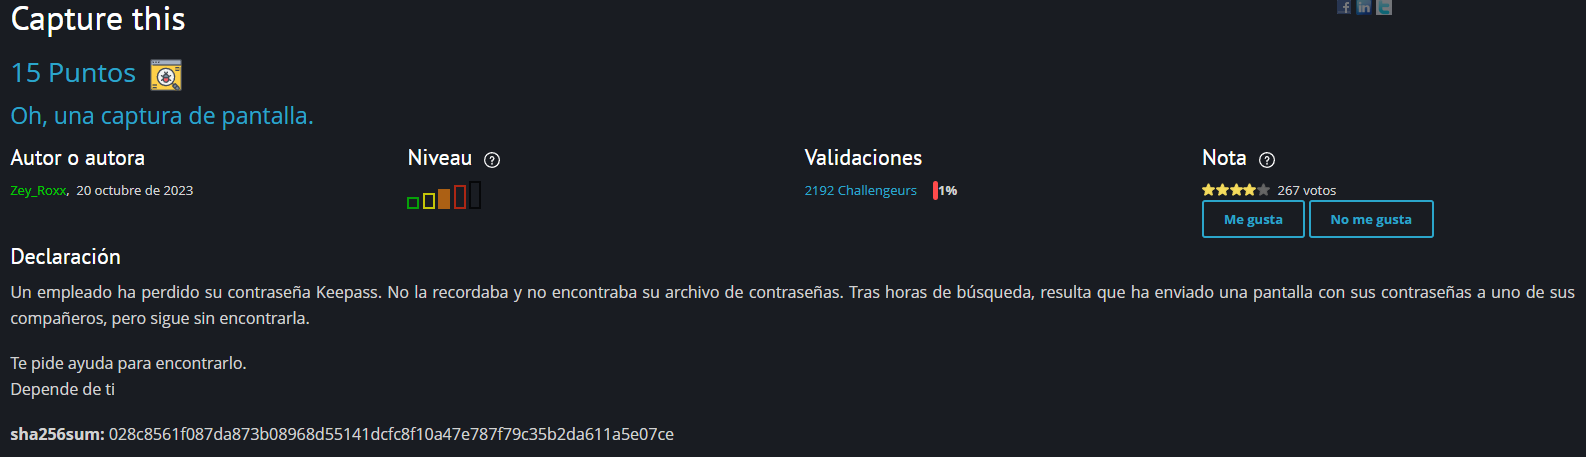 Capture this
15 Puntos
Oh, una captura de pantalla.
Autor o autora
Zey_Roxx, 20 octubre de 2023
Niveau ?
Validaciones
2192 Challengeurs 1%
Nota ?
267 votos
Me gusta No me gusta
Declaración
Un empleado ha perdido su contraseña Keepass. No la recordaba y no encontraba su archivo de contraseñas. Tras horas de búsqueda, resulta que ha enviado una pantalla con sus contraseñas a uno de sus
compañeros, pero sigue sin encontrarla.
Te pide ayuda para encontrarlo.
Depende de ti
sha256sum: 028c8561f087da873b08968d55141dcfc8f10a47e787f79c35b2da611a5e07ce